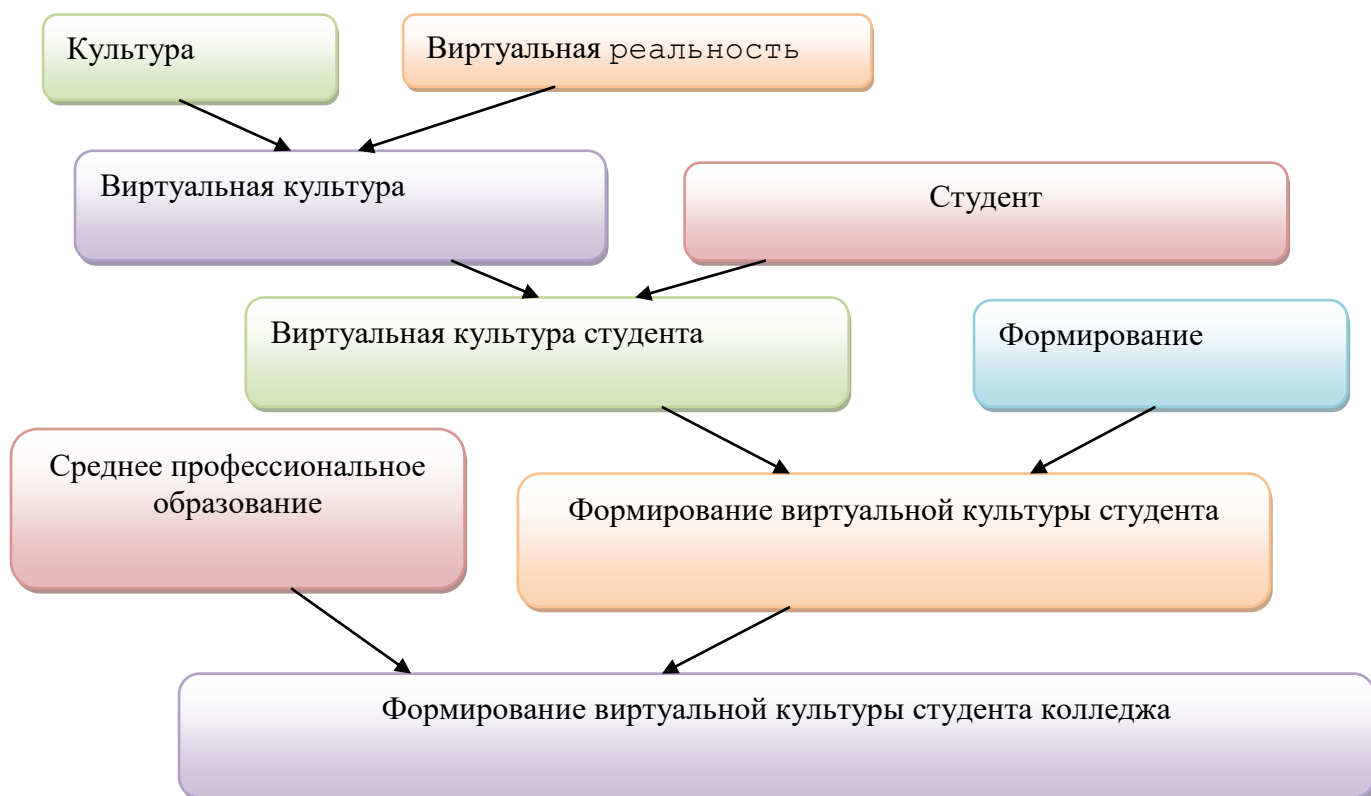 Культура
Виртуальная реальность
Виртуальная культура
Студент
Виртуальная культура студента
Формирование
Среднее профессиональное
образование
Формирование виртуальной культуры студента
Формирование виртуальной культуры студента колледжа